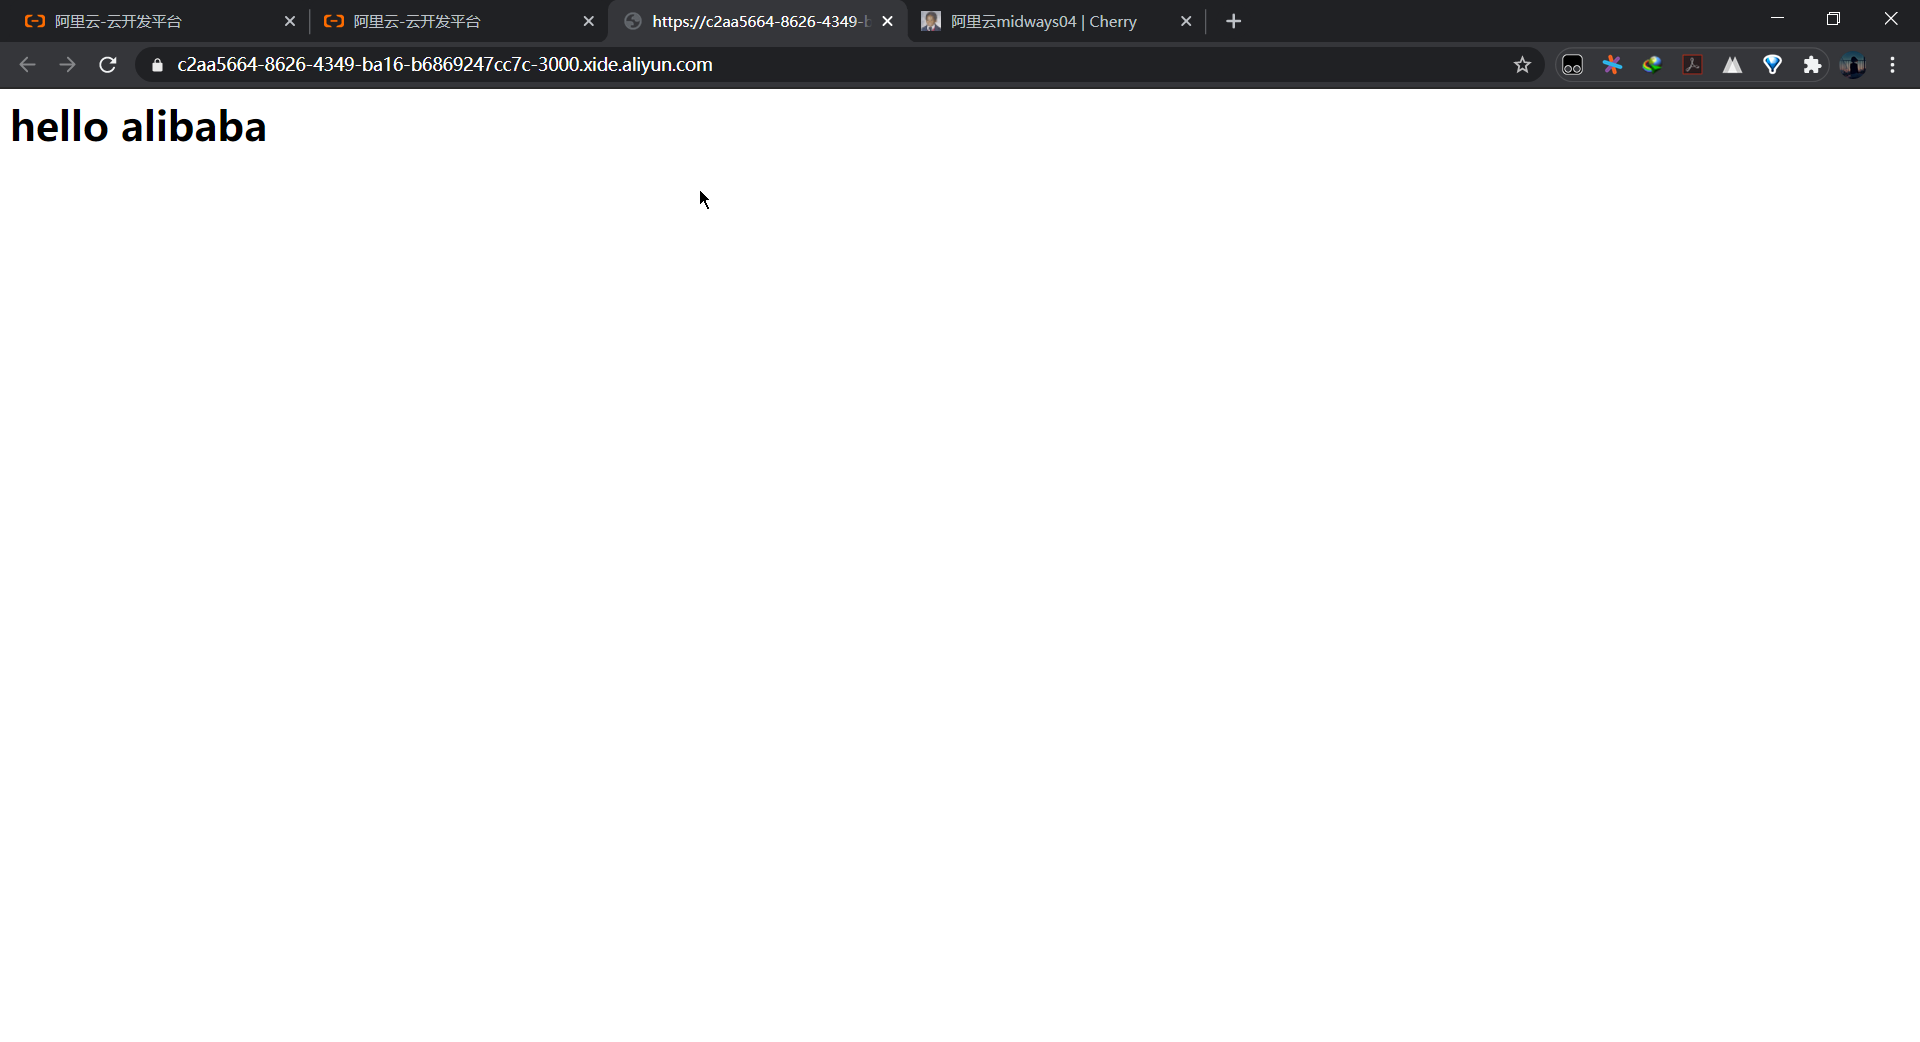 阿里云-云开发平台
阿里云-云开发平台
https://c2aa5664-8626-4349-b
阿里云midways04 | Cherry
c2aa5664-8626-4349-ba16-b6869247cc7c-3000.xide.aliyun.com
hello alibaba